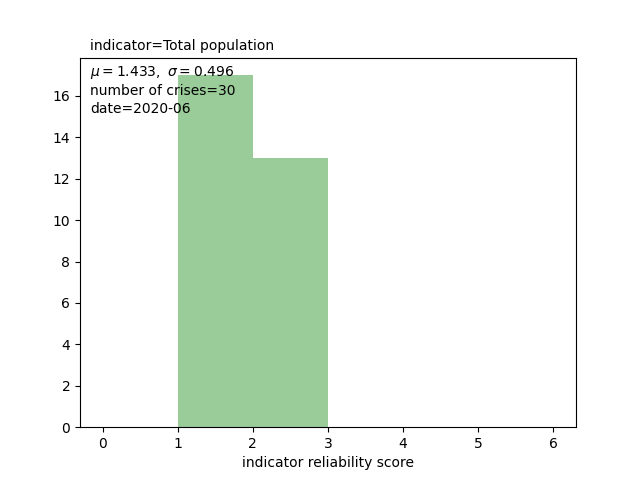 indicator=Total population
μ = 1.433, σ = 0.496
number of crises=30
date=2020-06
16
14
12
10
8
6
4
2
0
0 1 2 3 4 5 6
indicator reliability score